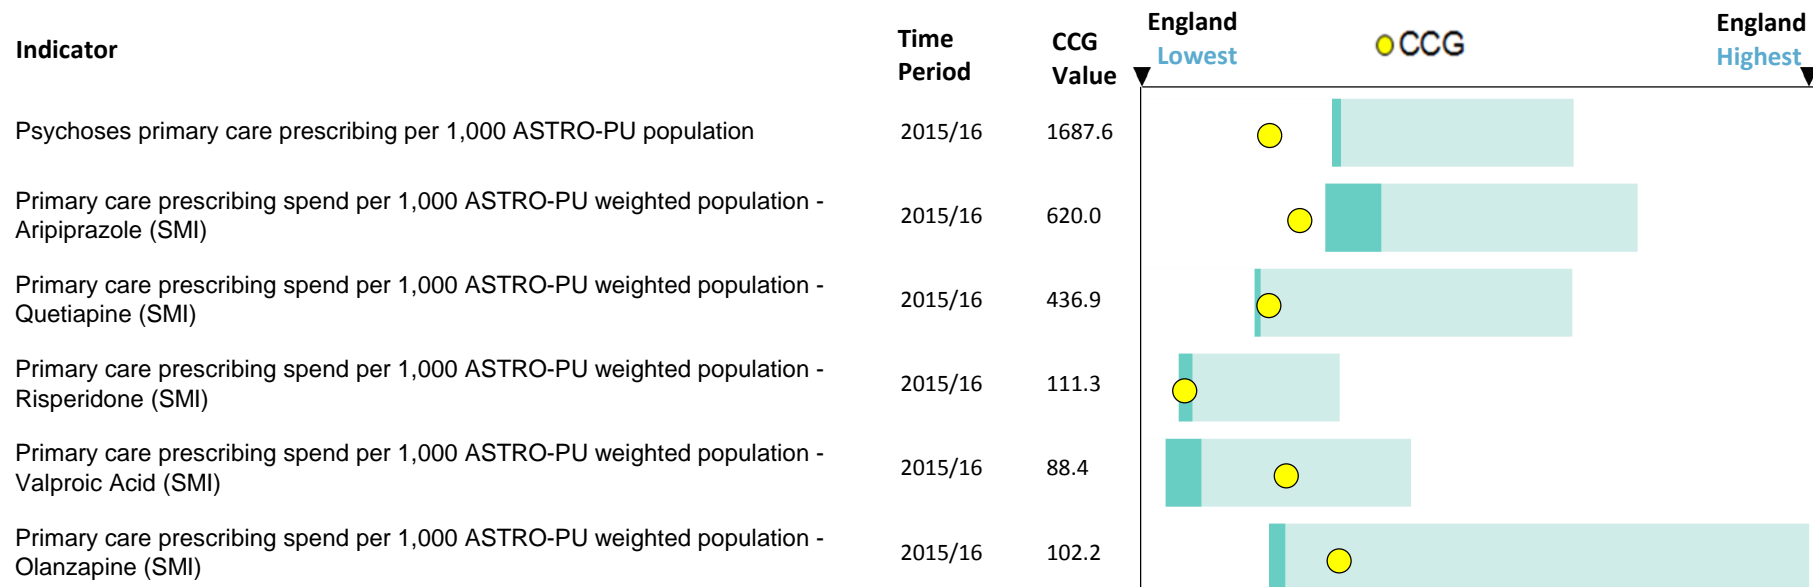 Indicator
Time Period
CCG Value
England Lowest
CCG
England Highest
Psychoses primary care prescribing per 1,000 ASTRO-PU population 2015/16 1687.6
Primary care prescribing spend per 1,000 ASTRO-PU weighted population -
Aripiprazole (SMI) 2015/16 620.0
Primary care prescribing spend per 1,000 ASTRO-PU weighted population -
Quetiapine (SMI) 2015/16 436.9
Primary care prescribing spend per 1,000 ASTRO-PU weighted population -
Risperidone (SMI) 2015/16 111.3
Primary care prescribing spend per 1,000 ASTRO-PU weighted population -
Valproic Acid (SMI) 2015/16 88.4
Primary care prescribing spend per 1,000 ASTRO-PU weighted population -
Olanzapine (SMI) 2015/16 102.2